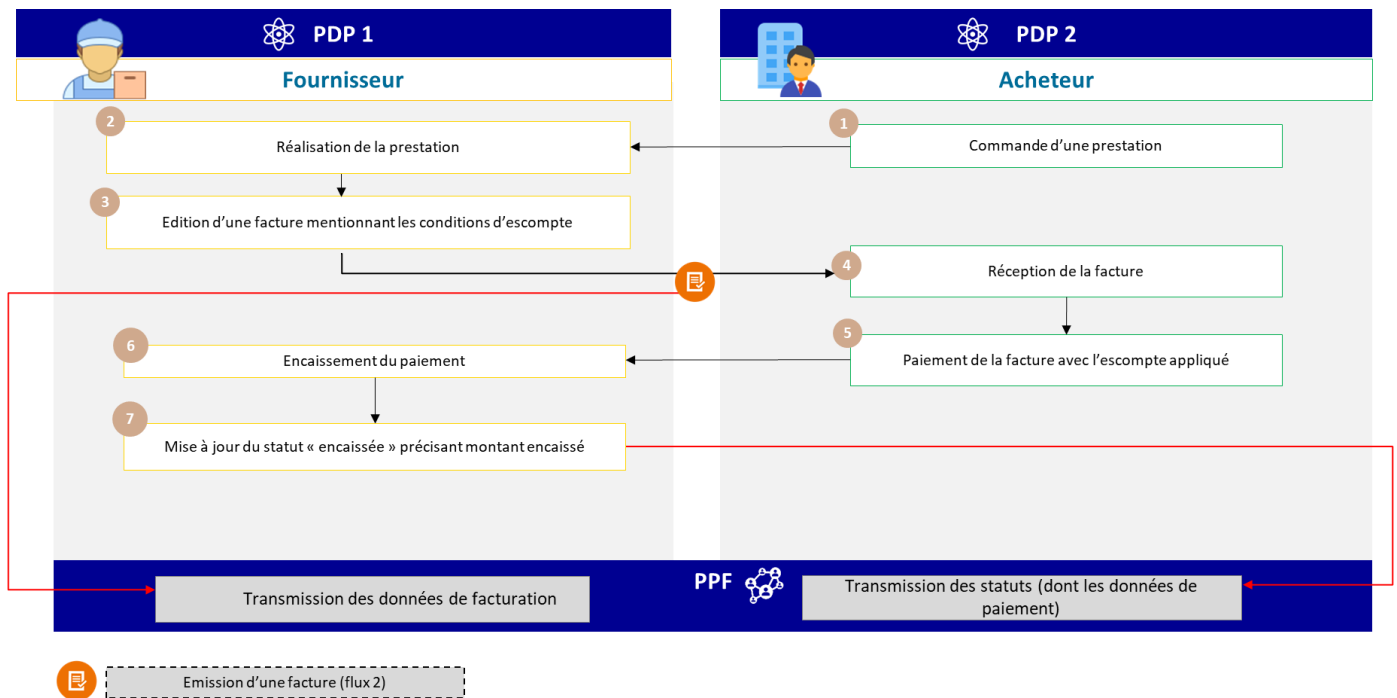 PDP 1
PDP 2
Fournisseur
Acheteur
2
Réalisation de la prestation
1
Commande d'une prestation
3
Edition d'une facture mentionnant les conditions d'escompte
4
Réception de la facture
5
Paiement de la facture avec l'escompte appliqué
6
Encaissement du paiement
7
Mise à jour du statut « encaissée » précisant montant encaissé
PPF
Transmission des données de facturation
Transmission des statuts (dont les données de
paiement)
Emission d'une facture (flux 2)